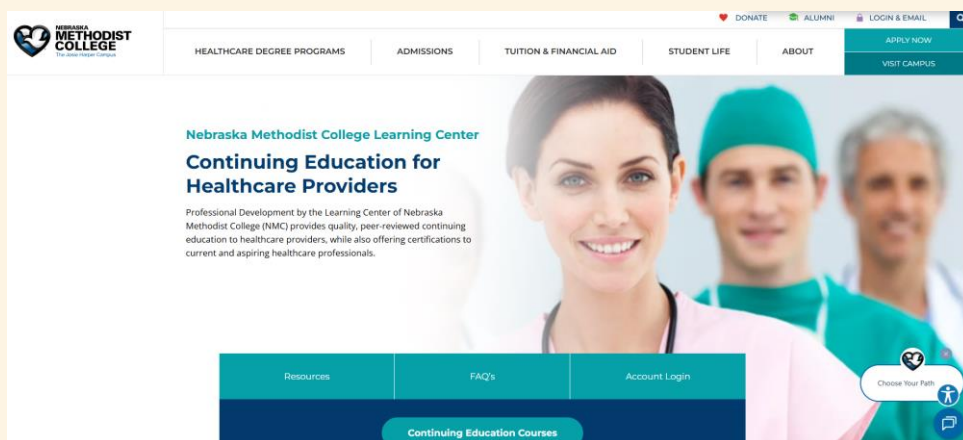 DONATE
ALUMNI
LOGIN & EMAIL
NEBRASKA
METHODIST
COLLEGE
The Josie Harper Campus
HEALTHCARE DEGREE PROGRAMS
ADMISSIONS
TUITION & FINANCIAL AID
STUDENT LIFE
ABOUT
APPLY NOW
VISIT CAMPUS
Nebraska Methodist College Learning Center
Continuing Education for
Healthcare Providers
Professional Development by the Learning Center of Nebraska
Methodist College (NMC) provides quality, peer-reviewed continuing
education to healthcare providers, while also offering certifications to
current and aspiring healthcare professionals.
Resources
FAQ's
Account Login
Choose Your Path
Continuing Education Courses